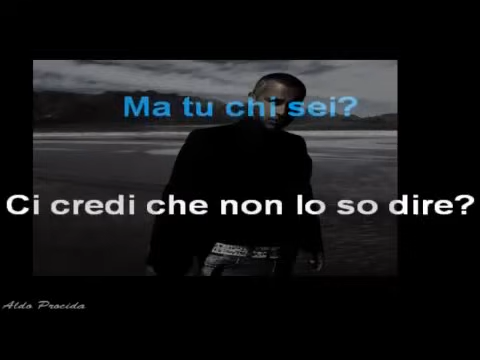 Ma tu chi sei?
Ci credi che non lo so dire?
Aldo Procida